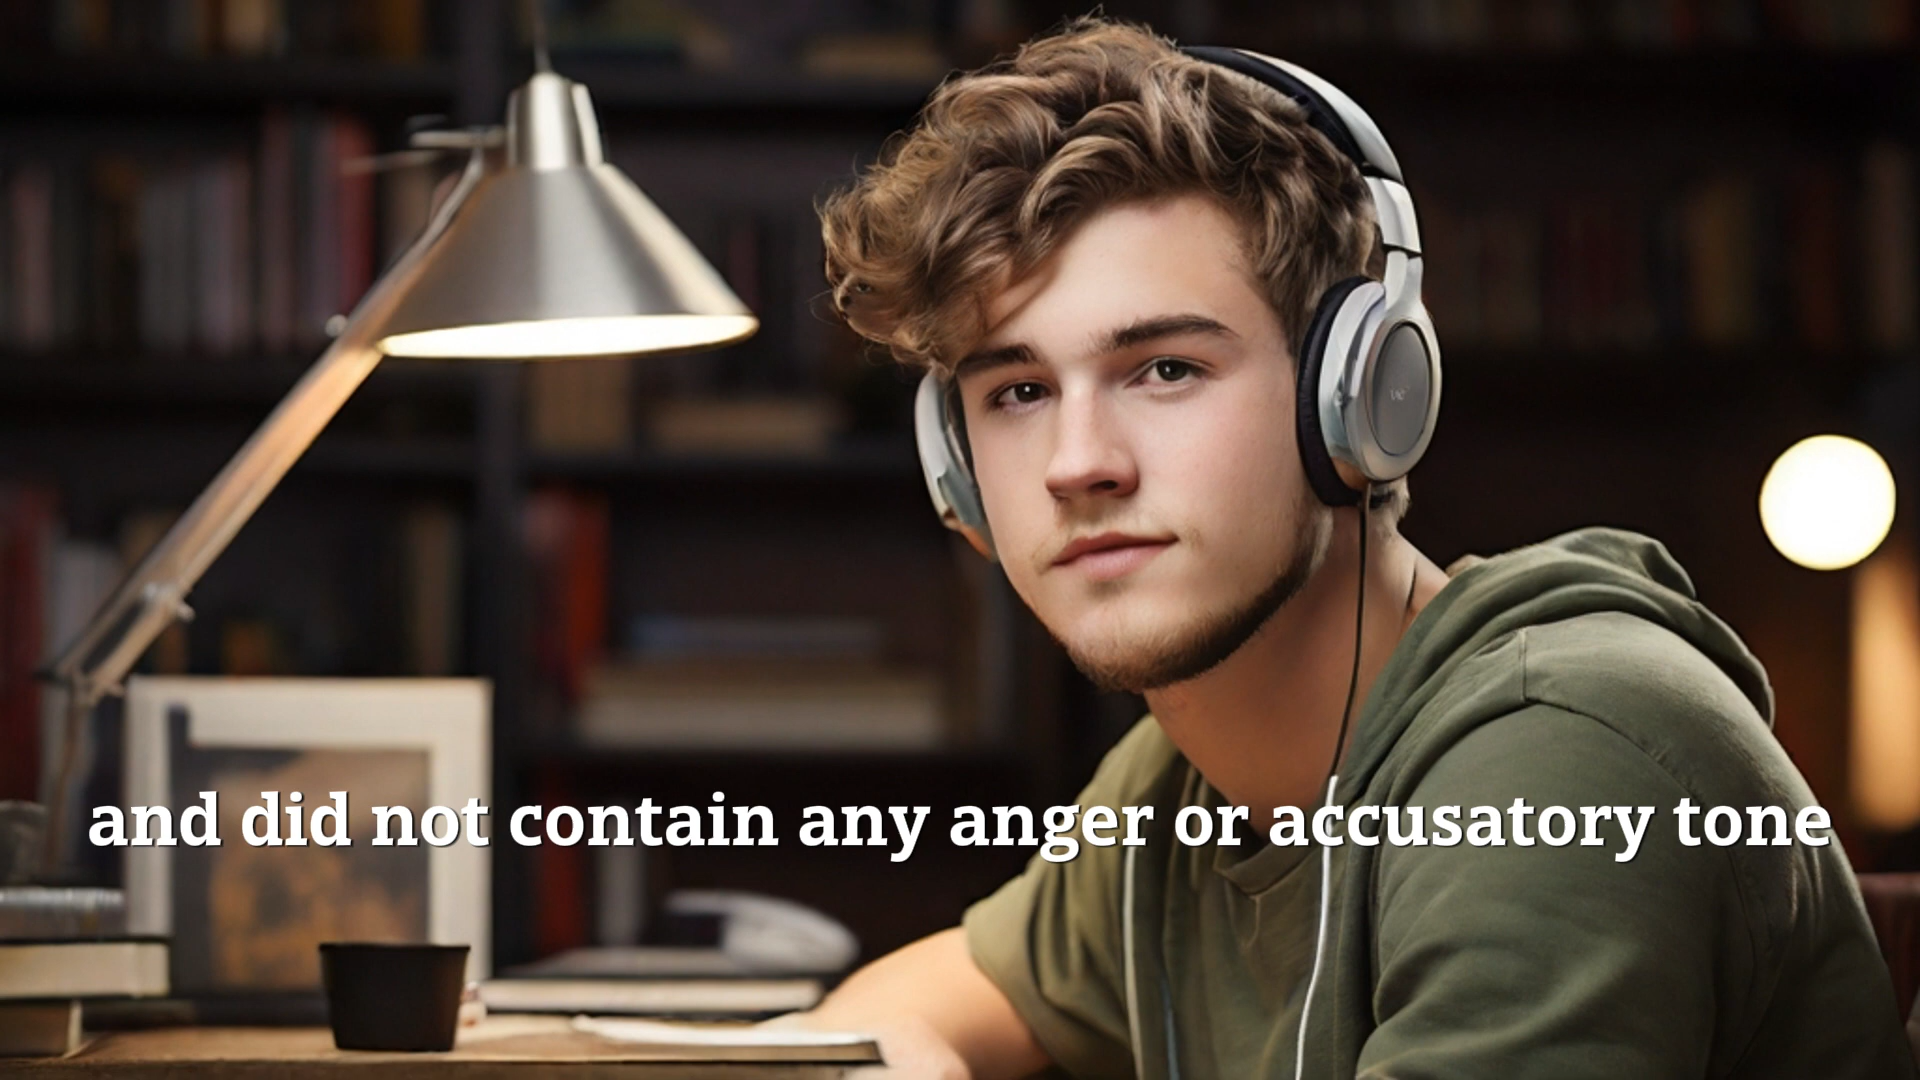 and did not contain any anger or accusatory tone